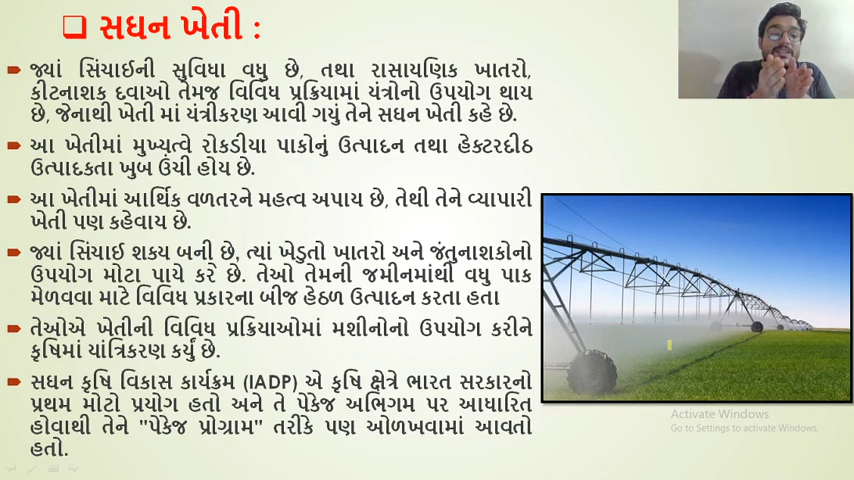 સધન ખેતી :
જ્યાં સિંચાઈની સુવિધા વધુ છે, તથા રાસાયણિક ખાતરો,
કીટનાશક દવાઓ તેમજ વિવિધ પ્રક્રિયામાં યંત્રોનો ઉપયોગ થાય
છે, જેનાથી ખેતી માં યંત્રીકરણ આવી ગયું તેને સધન ખેતી કહે છે.
આ ખેતીમાં મુખ્યત્વે રોકડીયા પાકોનું ઉત્પાદન તથા હેક્ટરદીઠ
ઉત્પાદકતા ખુબ ઉંચી હોય છે.
આ ખેતીમાં આર્થિક વળતરને મહત્વ અપાય છે, તેથી તેને વ્યાપારી
ખેતી પણ કહેવાય છે.
જ્યાં સિંચાઈ શક્ય બની છે, ત્યાં ખેડુતો ખાતરો અને જંતુનાશકોનો
ઉપયોગ મોટા પાયે કરે છે. તેઓ તેમની જમીનમાંથી વધુ પાક
મેળવવા માટે વિવિધ પ્રકારના બીજ હેઠળ ઉત્પાદન કરતા હતા
તેઓએ ખેતીની વિવિધ પ્રક્રિયાઓમાં મશીનોનો ઉપયોગ કરીને
કૃષિમાં યાંત્રિકરણ કર્યું છે.
સધન કૃષિ વિકાસ કાર્યક્રમ (IADP) એ કૃષિ ક્ષેત્રે ભારત સરકારનો
પ્રથમ મોટો પ્રયોગ હતો અને તે પેકેજ અભિગમ પર આધારિત
હોવાથી તેને "પેકેજ પ્રોગ્રામ" તરીકે પણ ઓળખવામાં આવતો
હતો.
Activate Windows
Go to Settings to activate Windows.